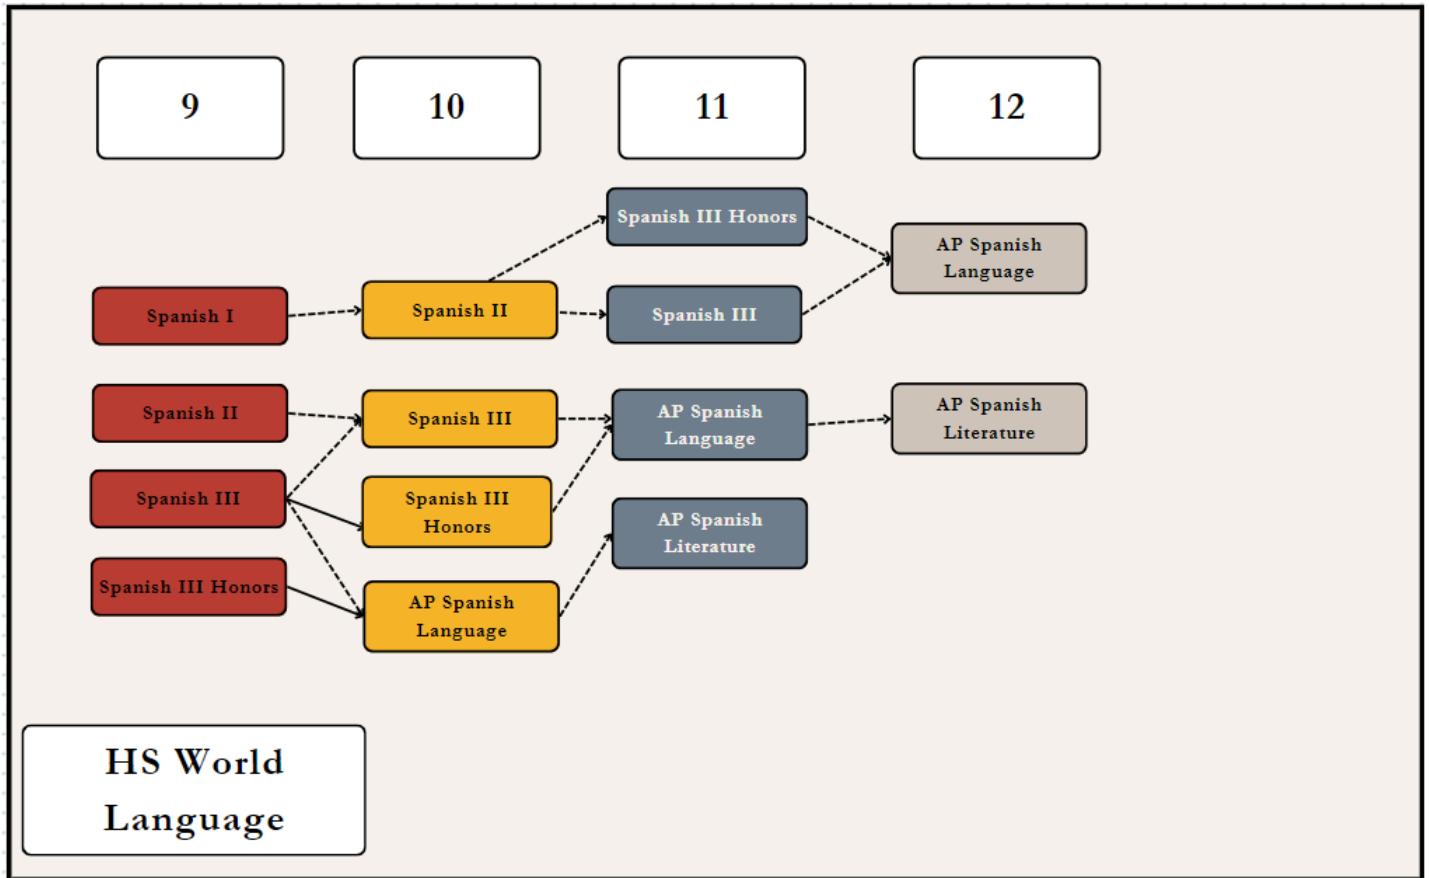 9
10
11
12
Spanish III Honors
AP Spanish
Language
Spanish I
Spanish II
Spanish III
Spanish II
Spanish III
AP Spanish
Language
AP Spanish
Literature
Spanish III
Spanish III
Honors
AP Spanish
Literature
Spanish III Honors
AP Spanish
Language
HS World
Language